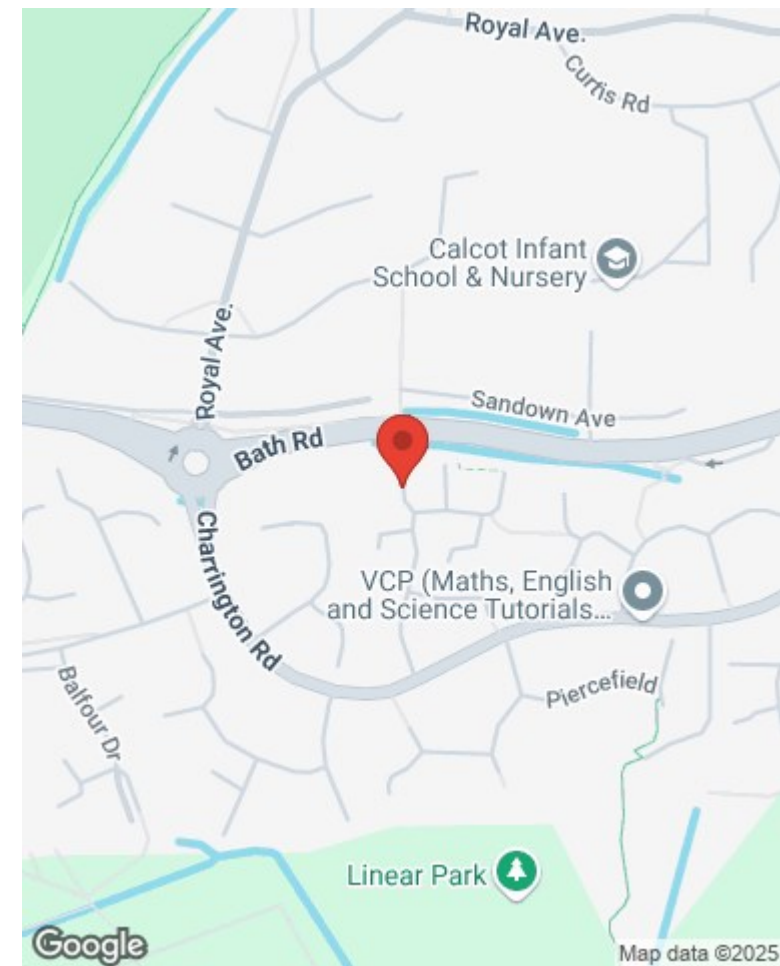 Royal Ave.
Curtis Rd
Calcot Infant
School & Nursery
Royal Ave.
Sandown Ave
Bath Rd
Charrington Rd
VCP (Maths, English
and Science Tutorials...
Piercefield
Balfour Dr
Linear Park
Google
Map data ©2025